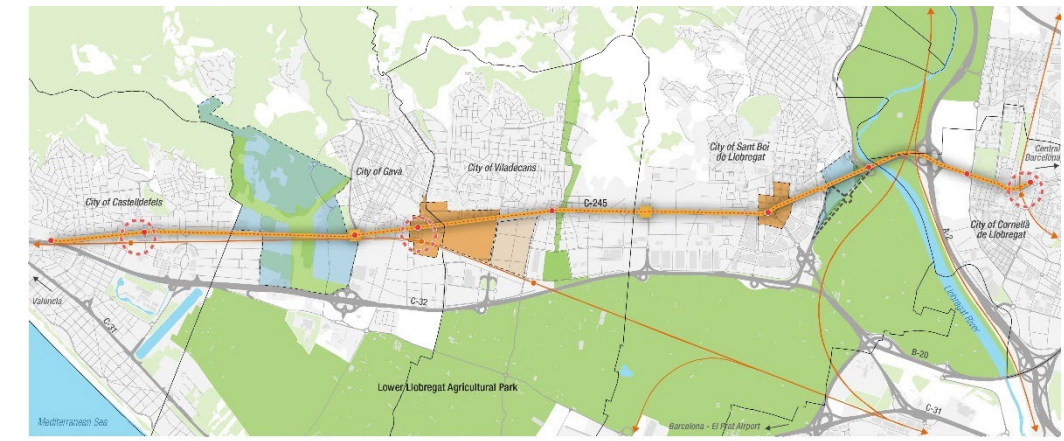 City of Sant Boi
de Llobregat
Central
Barcelona
City of Gavà
City of Viladecans
City of Casteltdefels
C-245
City of Cornellà
de Llobregat
A-2
Valencia
C-32
C-31
Llobregat River
B-20
Lower Llobregat Agricultural Park
C-31
Mediterranean Sea
Barcelona - El Prat Airport